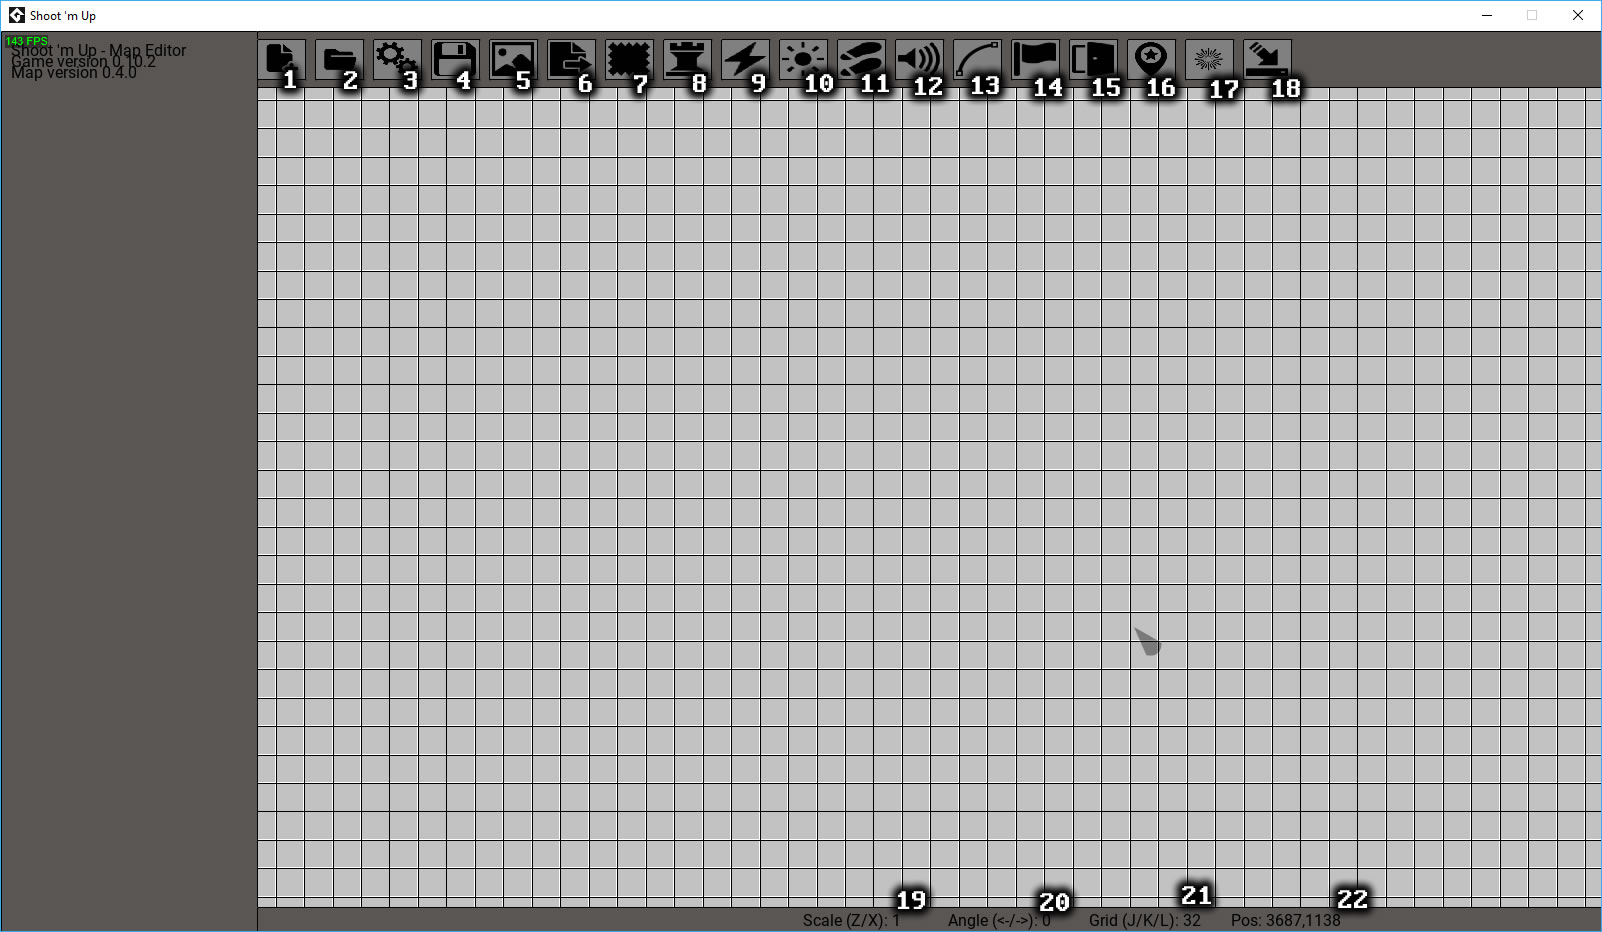 Shoot 'm Up
143 FPS
Shoot 'm Up - Map Editor
Game version 0.10.2
Map version 0.4.0
1 2 3 4 5 6 7 8 9 10 11 12 13 14 15 16 17 18
19 20 21 22
Scale (Z/X): 1 Angle (<-/->): 0 Grid (J/K/L): 32 Pos: 3687,1138